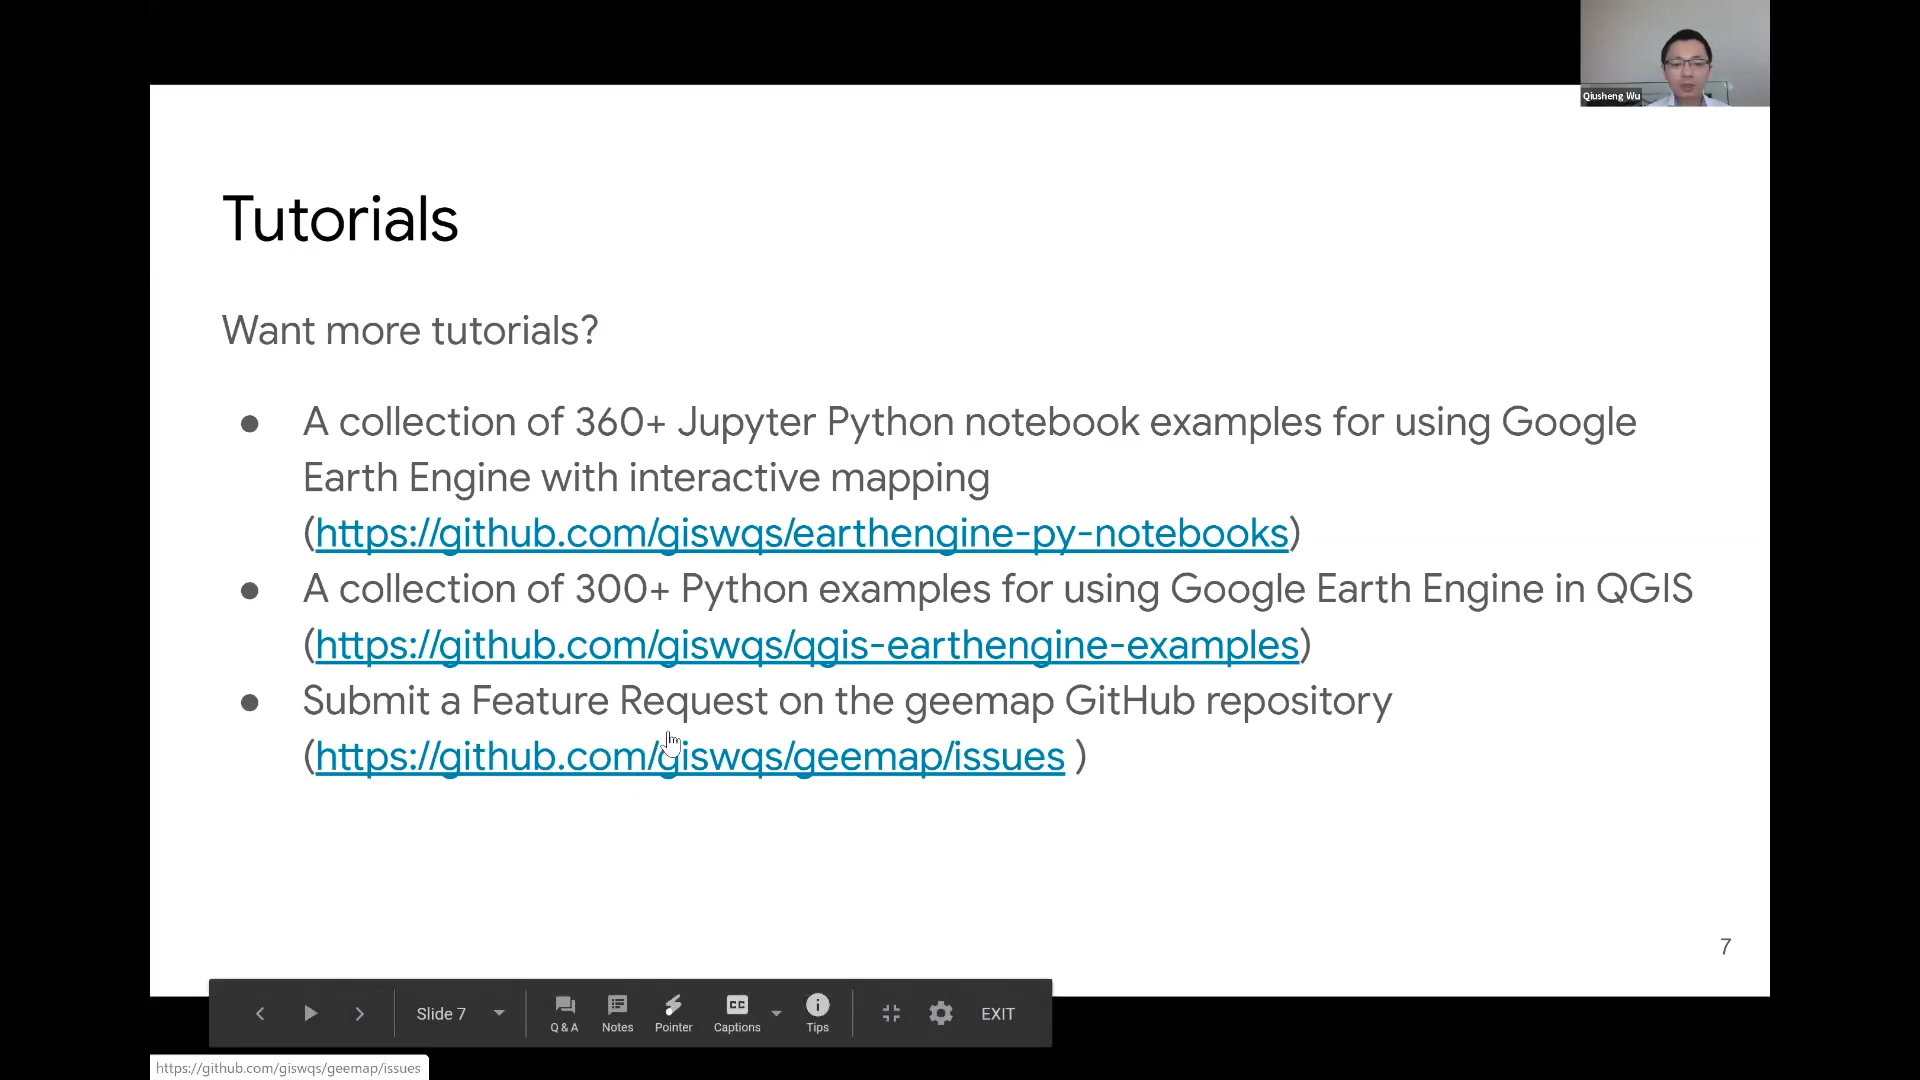 Qiusheng Wu
Tutorials
Want more tutorials?
● A collection of 360+ Jupyter Python notebook examples for using Google
Earth Engine with interactive mapping
(https://github.com/giswqs/earthengine-py-notebooks)
● A collection of 300+ Python examples for using Google Earth Engine in QGIS
(https://github.com/giswqs/qgis-earthengine-examples)
● Submit a Feature Request on the geemap GitHub repository
(https://github.com/giswqs/geemap/issues )
7
Slide 7
Q & A
Notes
Pointer
CC
Captions
Tips
EXIT
https://github.com/giswqs/geemap/issues